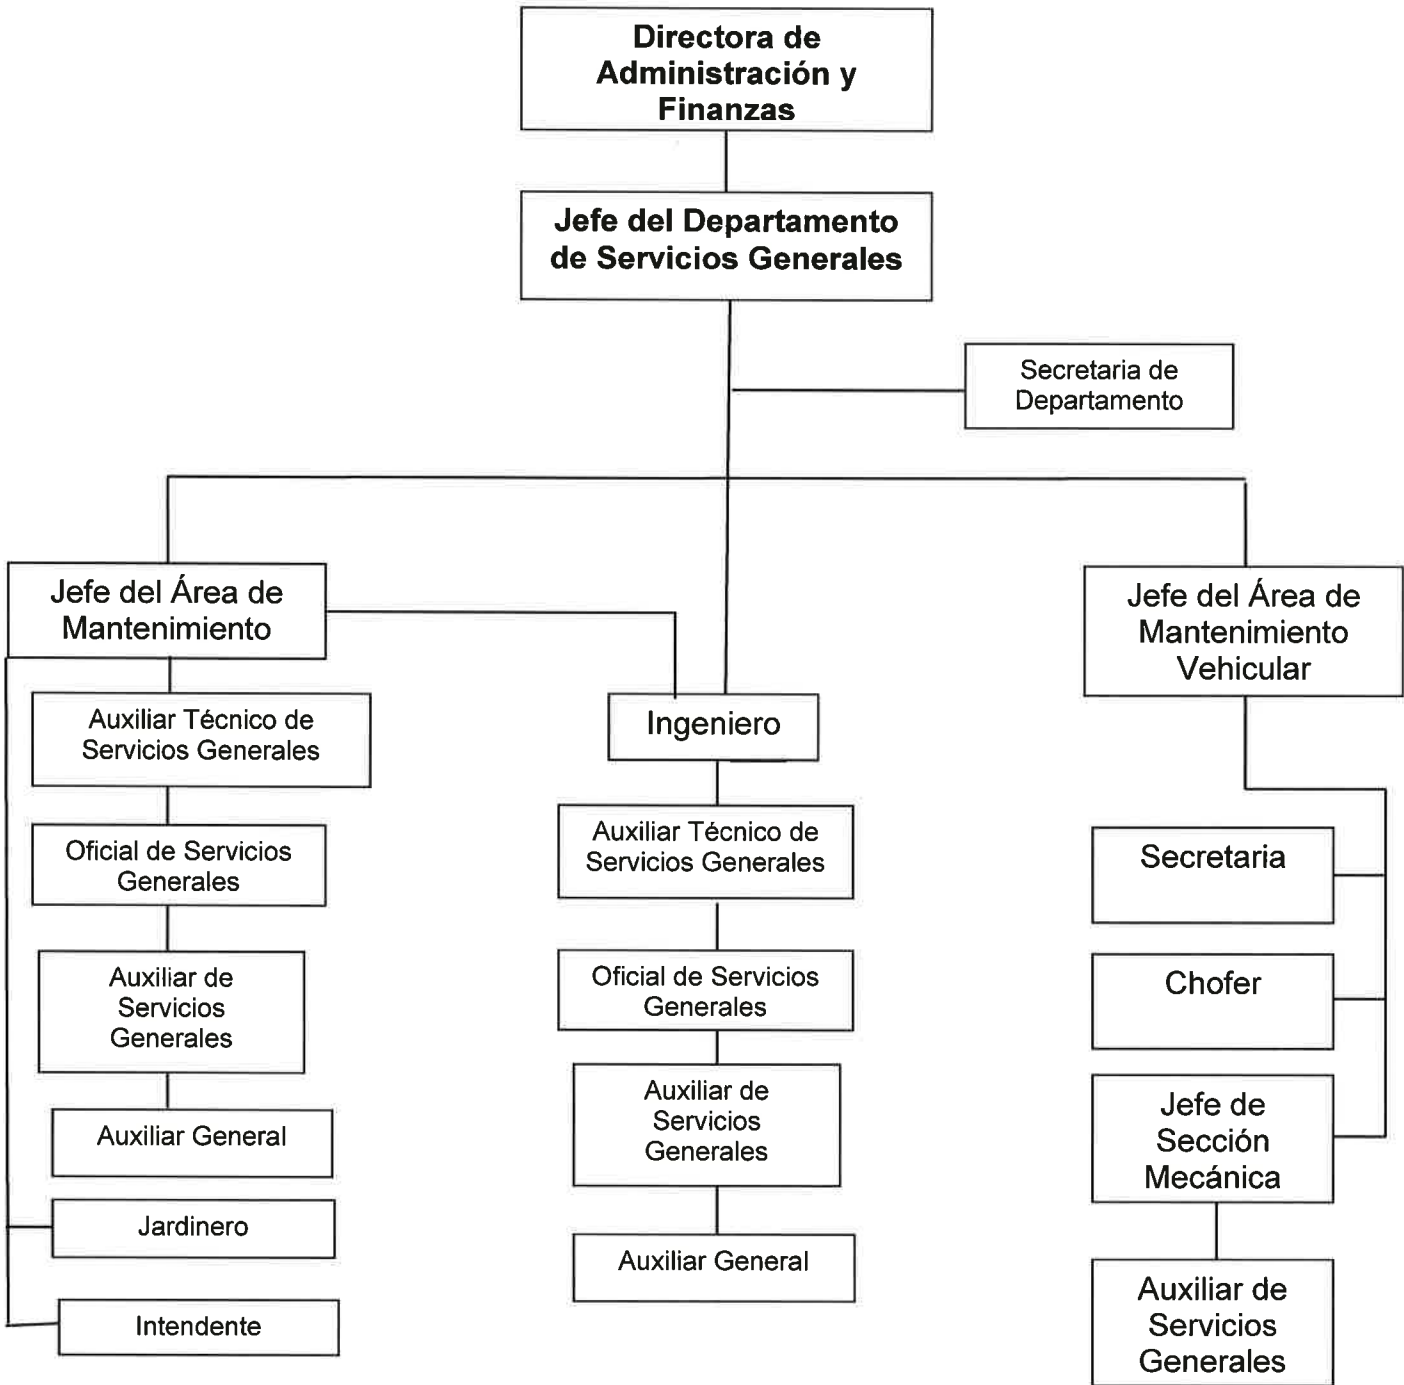 Directora de
Administración y
Finanzas
Jefe del Departamento
de Servicios Generales
Secretaria de
Departamento
Jefe del Área de
Mantenimiento
Auxiliar Técnico de
Servicios Generales
Oficial de Servicios
Generales
Auxiliar de
Servicios
Generales
Auxiliar General
Jardinero
Intendente
Ingeniero
Auxiliar Técnico de
Servicios Generales
Oficial de Servicios
Generales
Auxiliar de
Servicios
Generales
Auxiliar General
Jefe del Área de
Mantenimiento
Vehicular
Secretaria
Chofer
Jefe de
Sección
Mecánica
Auxiliar de
Servicios
Generales